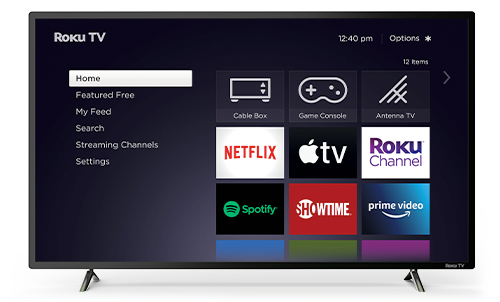 Roku TV
12:40 pm | Options ✱
12 Items
Home
Featured Free
My Feed
Search
Streaming Channels
Settings
Cable Box
Game Console
Antenna TV
NETFLIX
tv
Roku
Channel
Spotify
SHOWTIME.
prime video
Roku TV